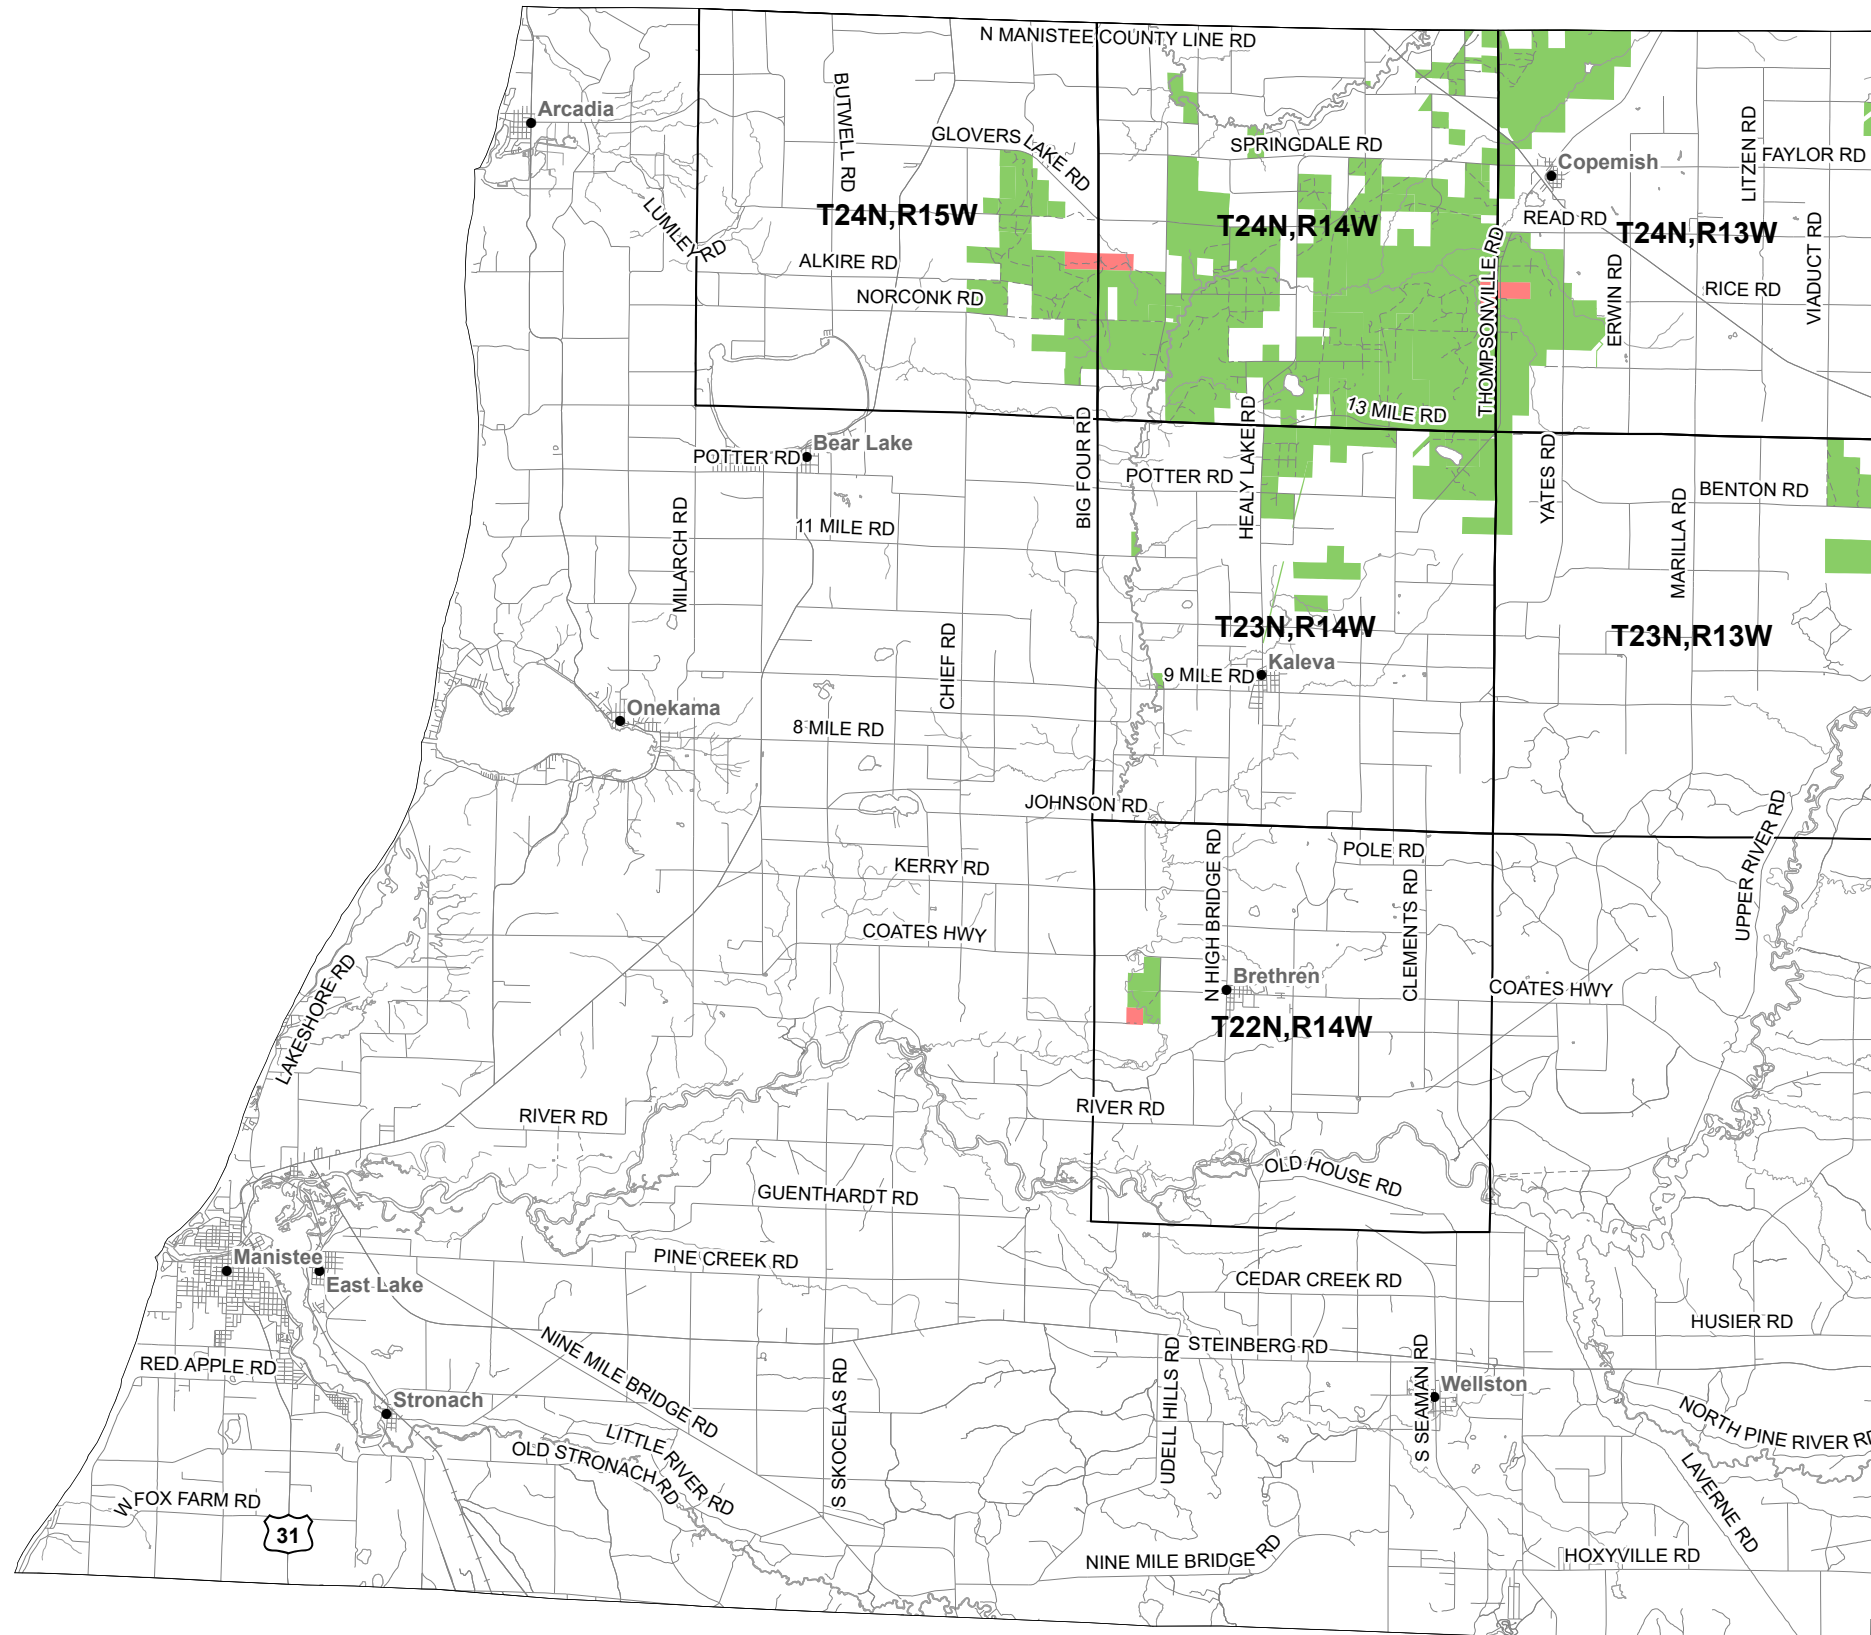 N MANISTEE COUNTY LINE RD
BUTWELL RD
Arcadia
GLOVERS LAKE RD
SPRINGDALE RD
LITZEN RD
FAYLOR RD
Copemish
LUMLEY RD
T24N,R15W
T24N,R14W
READ RD
T24N,R13W
VIADUCT RD
ALKIRE RD
NORCONK RD
THOMPSONVILLE RD
ERWIN RD
RICE RD
13 MILE RD
BIG FOUR RD
HEALY LAKE RD
Bear Lake
POTTER RD
POTTER RD
YATES RD
BENTON RD
MARILLA RD
11 MILE RD
MILARCH RD
CHIEF RD
T23N,R14W
T23N,R13W
Kaleva
9 MILE RD
Onekama
8 MILE RD
JOHNSON RD
UPPER RIVER RD
N HIGH BRIDGE RD
POLE RD
KERRY RD
CLEMENTS RD
COATES HWY
LAKESHORE RD
Brethren
COATES HWY
T22N,R14W
RIVER RD
RIVER RD
OLD HOUSE RD
GUENTHARDT RD
Manistee
PINE CREEK RD
East Lake
CEDAR CREEK RD
HUSIER RD
NINE MILE BRIDGE RD
STEINBERG RD
RED APPLE RD
S SKOCELAS RD
UDELL HILLS RD
S SEAMAN RD
Wellston
Stronach
NORTH PINE RIVER RD
LITTLE RIVER RD
OLD STRONACH RD
LAVERNE RD
W FOX FARM RD
31
NINE MILE BRIDGE RD
HOXYVILLE RD